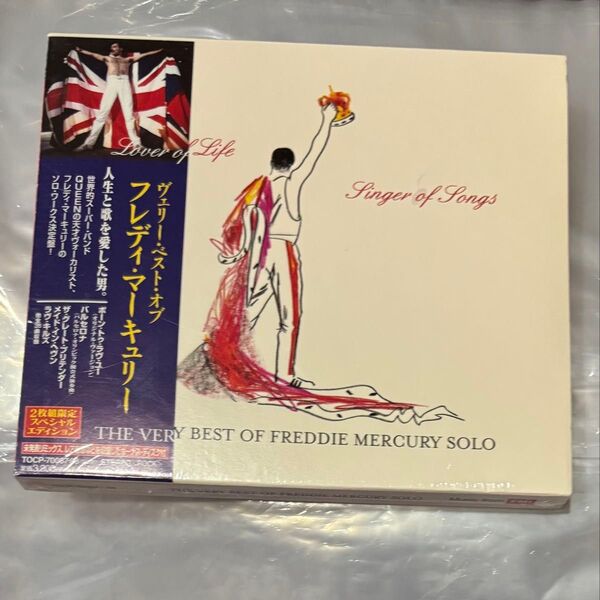 Lover of Life
Singer of Songs
ヴェリー・ベスト・オブ
フレディ・マーキュリー
人生と歌を愛した男。
世界的スーパー・バンド
QUEENの天才ヴォーカリスト、
フレディ・マーキュリーの
ソロ・ワークス決定盤!
ボーン・トゥ・ラヴ・ユー
バルセロナ
ザ・グレート・プリテンダー
メイド・イン・ヘヴン
ラヴ・キルズ
2枚組限定
スペシャル
エディション
THE VERY BEST OF FREDDIE MERCURY SOLO
THE VERY BEST OF FREDDIE MERCURY SOLO